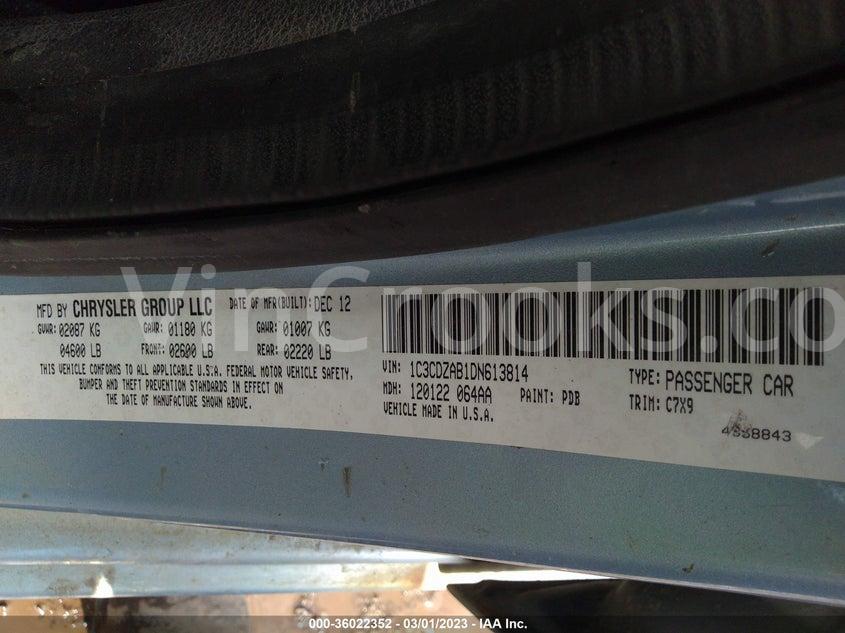 VinCrooks.com
MFD BY CHRYSLER GROUP LLC DATE OF MFR(BUILT): DEC 12
GVWR: 02087 KG GAWR: 01180 KG GAWR: 01007 KG
04600 LB FRONT: 02600 LB REAR: 02220 LB
THIS VEHICLE CONFORMS TO ALL APPLICABLE U.S.A. FEDERAL MOTOR VEHICLE SAFETY,
BUMPER AND THEFT PREVENTION STANDARDS IN EFFECT ON
THE DATE OF MANUFACTURE SHOWN ABOVE.
VIN: 1C3CDZAB1DN613814 TYPE: PASSENGER CAR
MDH: 120122 064AA PAINT: PDB TRIM: C7X9
VEHICLE MADE IN U.S.A.
000-36022352 — 03/01/2023 — IAA Inc.